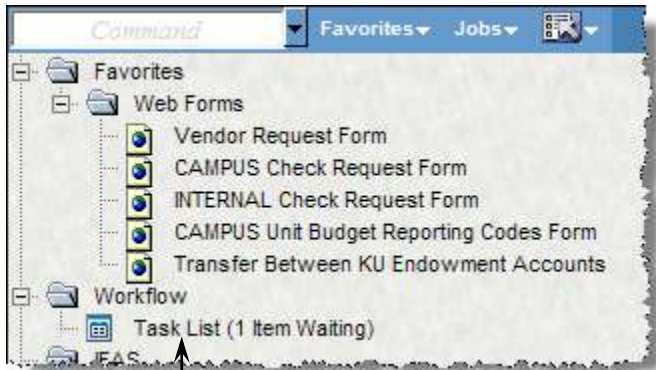 Command Favorites Jobs
Favorites
Web Forms
Vendor Request Form
CAMPUS Check Request Form
INTERNAL Check Request Form
CAMPUS Unit Budget Reporting Codes Form
Transfer Between KU Endowment Accounts
Workflow
Task List (1 Item Waiting)
IFAS